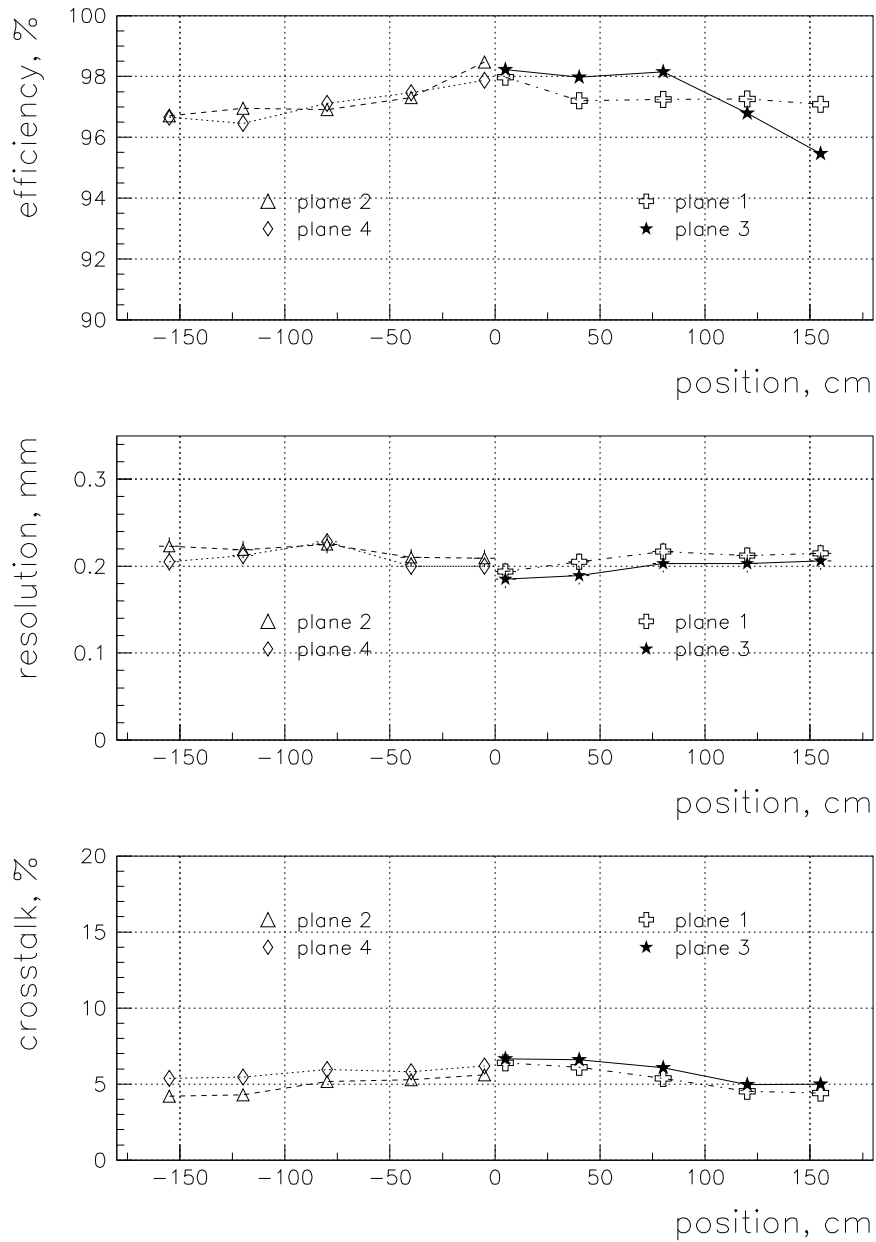 efficiency, %
100
98
96
94
92
90
plane 2
plane 4
plane 1
plane 3
−150 −100 −50 0 50 100 150
position, cm
resolution, mm
0.3
0.2
0.1
0
plane 2
plane 4
plane 1
plane 3
−150 −100 −50 0 50 100 150
position, cm
crosstalk, %
20
15
10
5
0
plane 2
plane 4
plane 1
plane 3
−150 −100 −50 0 50 100 150
position, cm